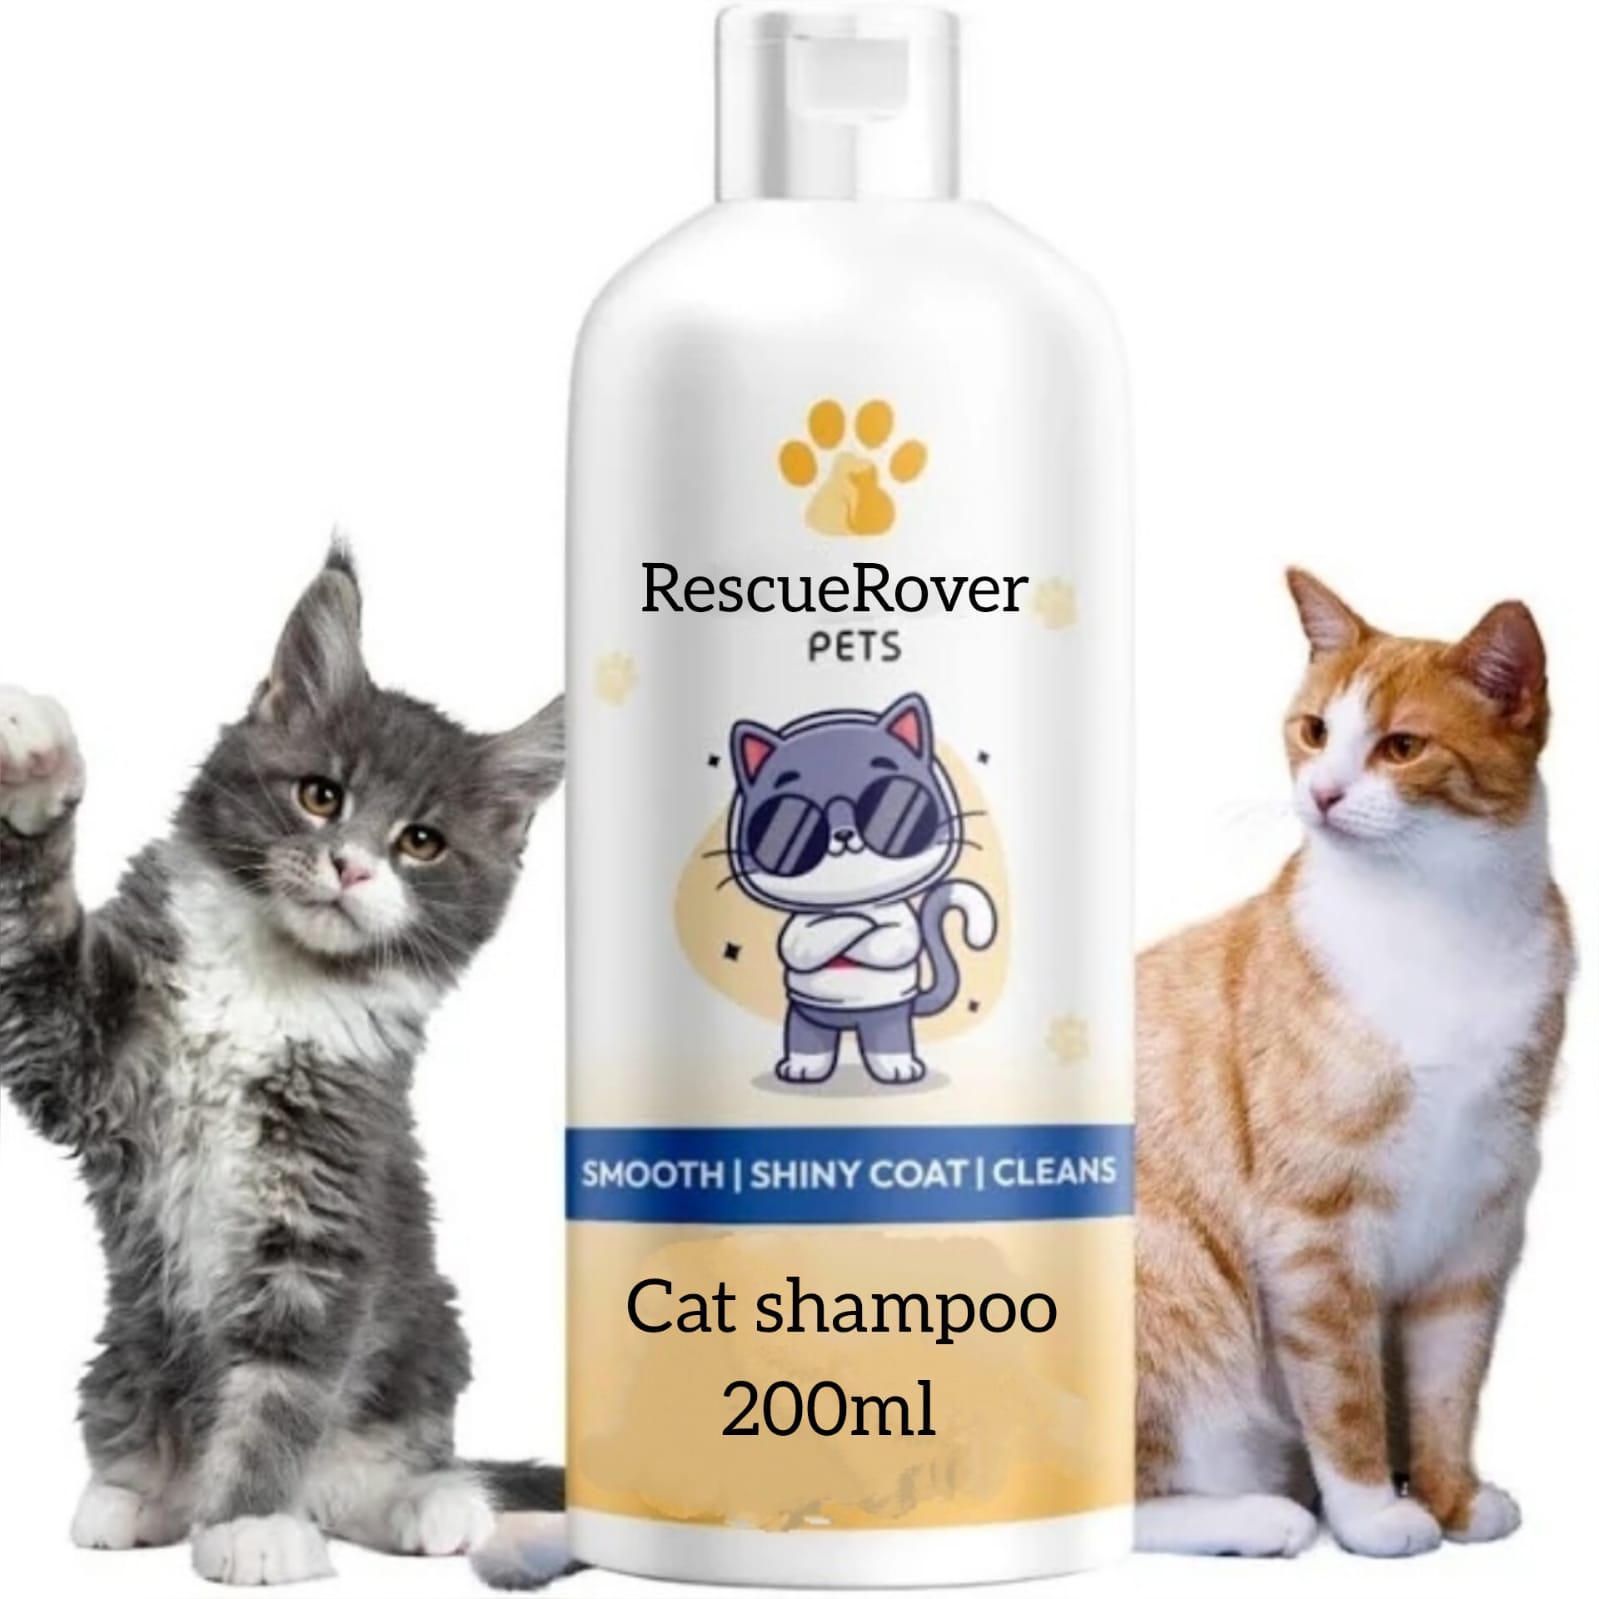 RescueRover
PETS
SMOOTH | SHINY COAT | CLEANS
Cat shampoo
200ml